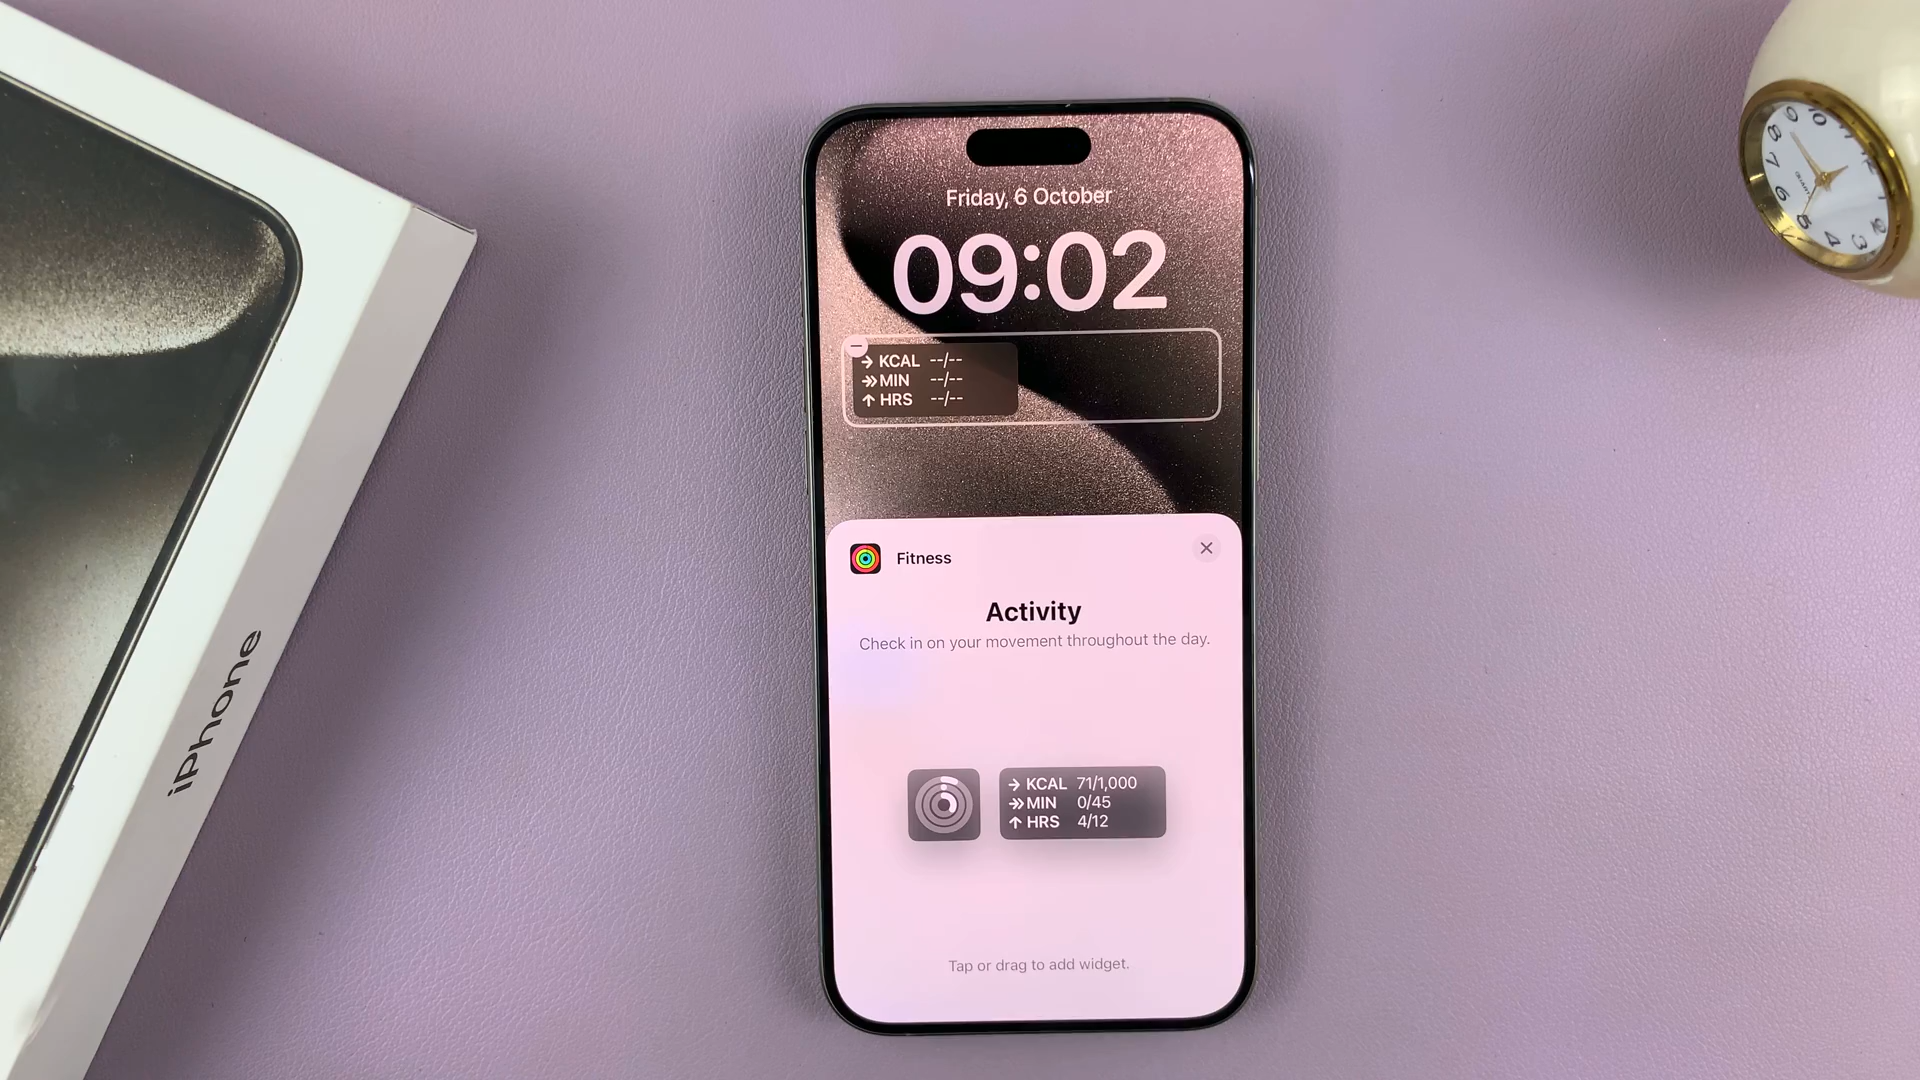 iPhone
Friday, 6 October
09:02
KCAL --/--
MIN --/--
HRS --/--
Fitness
Activity
Check in on your movement throughout the day.
KCAL 71/1,000
MIN 0/45
HRS 4/12
Tap or drag to add widget.